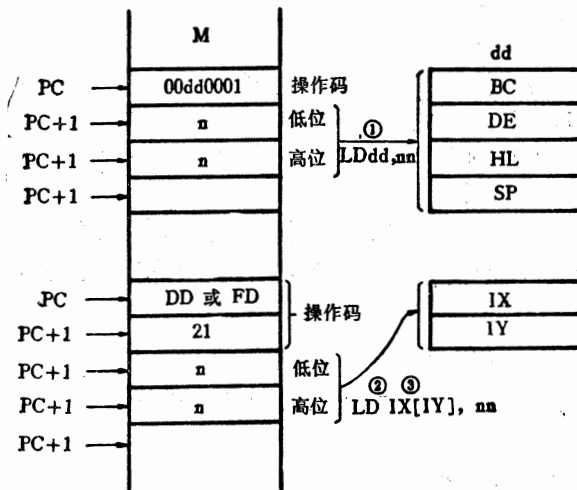 M
dd
PC 00dd0001 操作码 BC
PC+1 n 低位 ① DE
PC+1 n 高位 LDdd,nn HL
PC+1 SP
PC DD 或 FD 操作码 IX
PC+1 21 IY
PC+1 n 低位
② ③
PC+1 n 高位 LD IX[IY], nn
PC+1